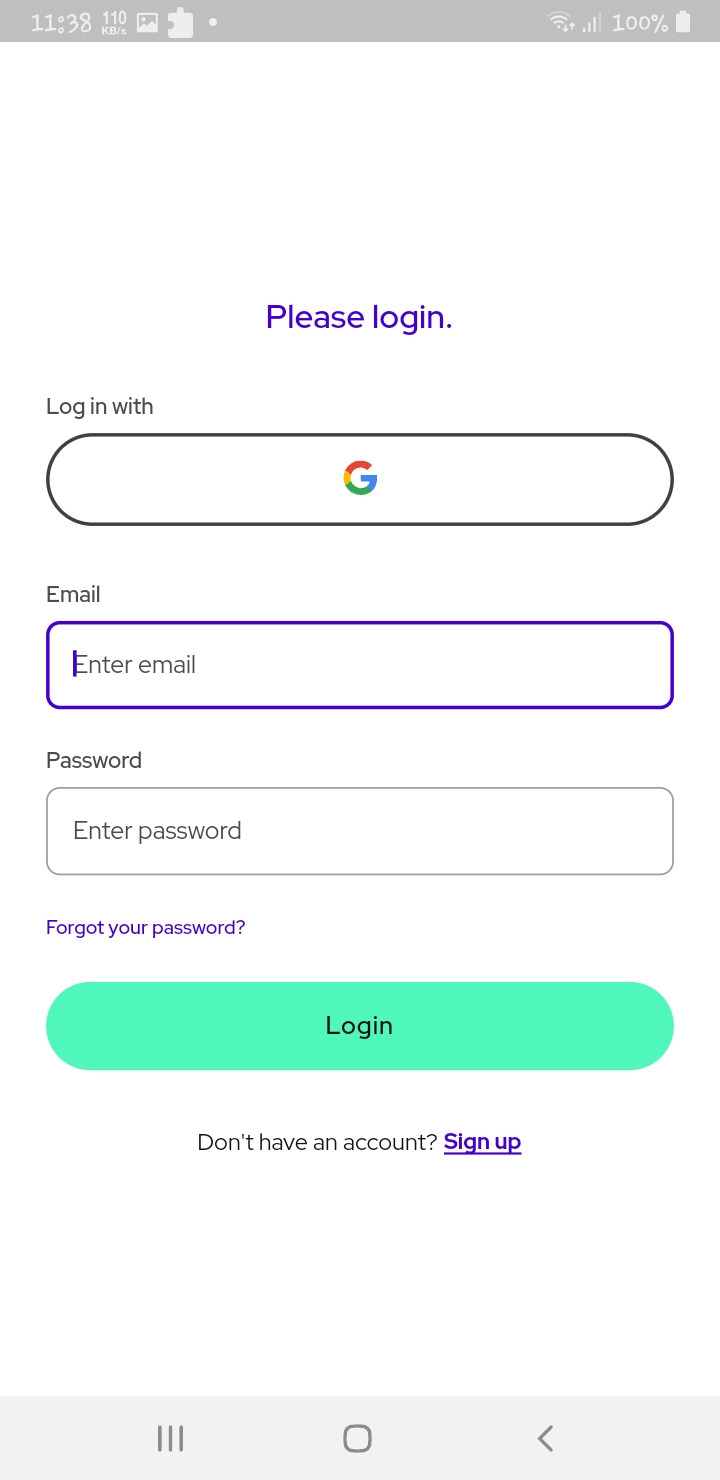 11:38 110 KB/s 100%
Please login.
Log in with
Email
Enter email
Password
Enter password
Forgot your password?
Login
Don't have an account? Sign up